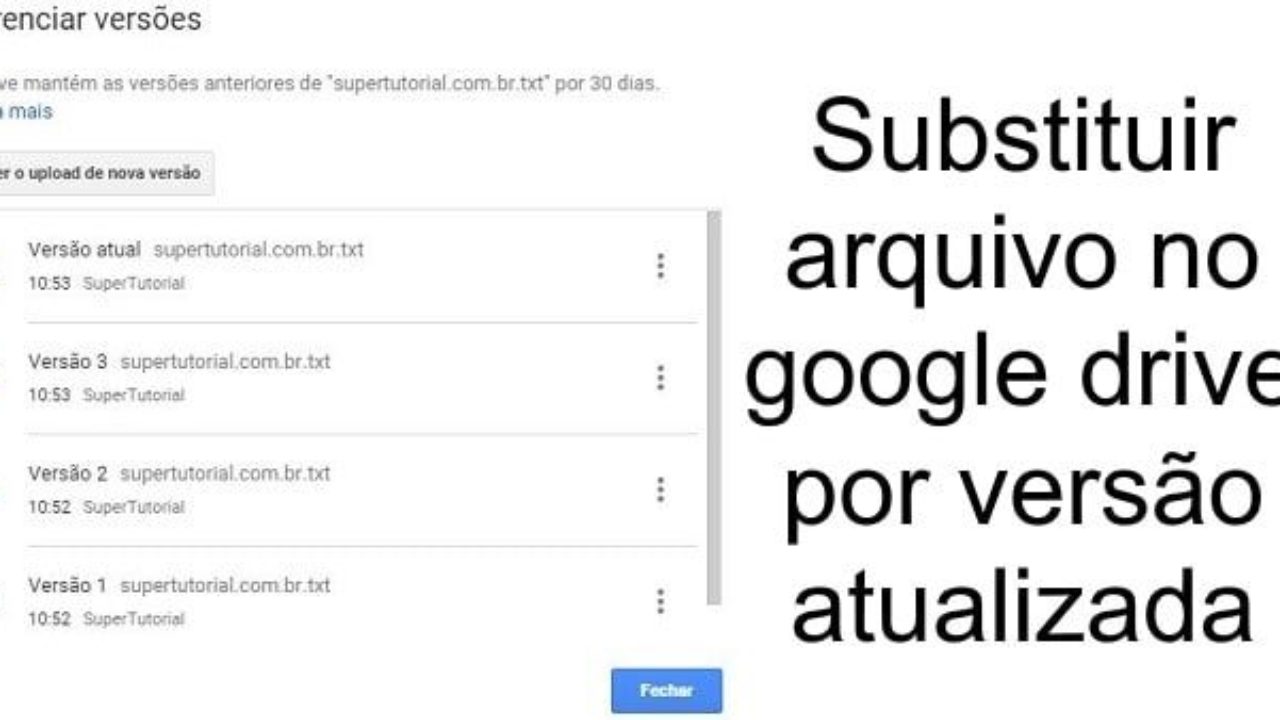 renciar versões
ve mantém as versões anteriores de "supertutorial.com.br.txt" por 30 dias.
a mais
er o upload de nova versão
Versão atual supertutorial.com.br.txt
10:53 SuperTutorial
Versão 3 supertutorial.com.br.txt
10:53 SuperTutorial
Versão 2 supertutorial.com.br.txt
10:52 SuperTutorial
Versão 1 supertutorial.com.br.txt
10:52 SuperTutorial
Fechar
Substituir
arquivo no
google drive
por versão
atualizada